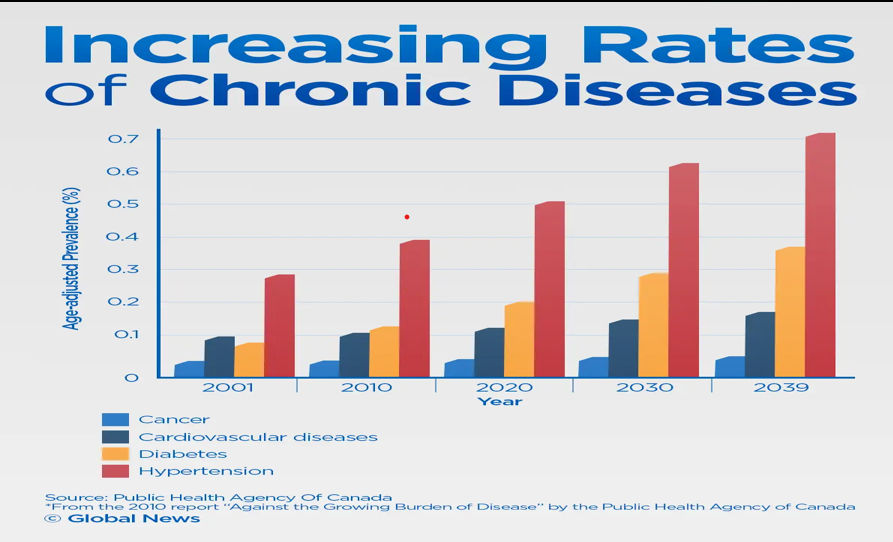 Increasing Rates
of Chronic Diseases
Age-adjusted Prevalence (%)
0.7
0.6
0.5
0.4
0.3
0.2
0.1
0
2001 2010 2020 2030 2039
Year
Cancer
Cardiovascular diseases
Diabetes
Hypertension
Source: Public Health Agency Of Canada
*From the 2010 report “Against the Growing Burden of Disease” by the Public Health Agency of Canada
© Global News